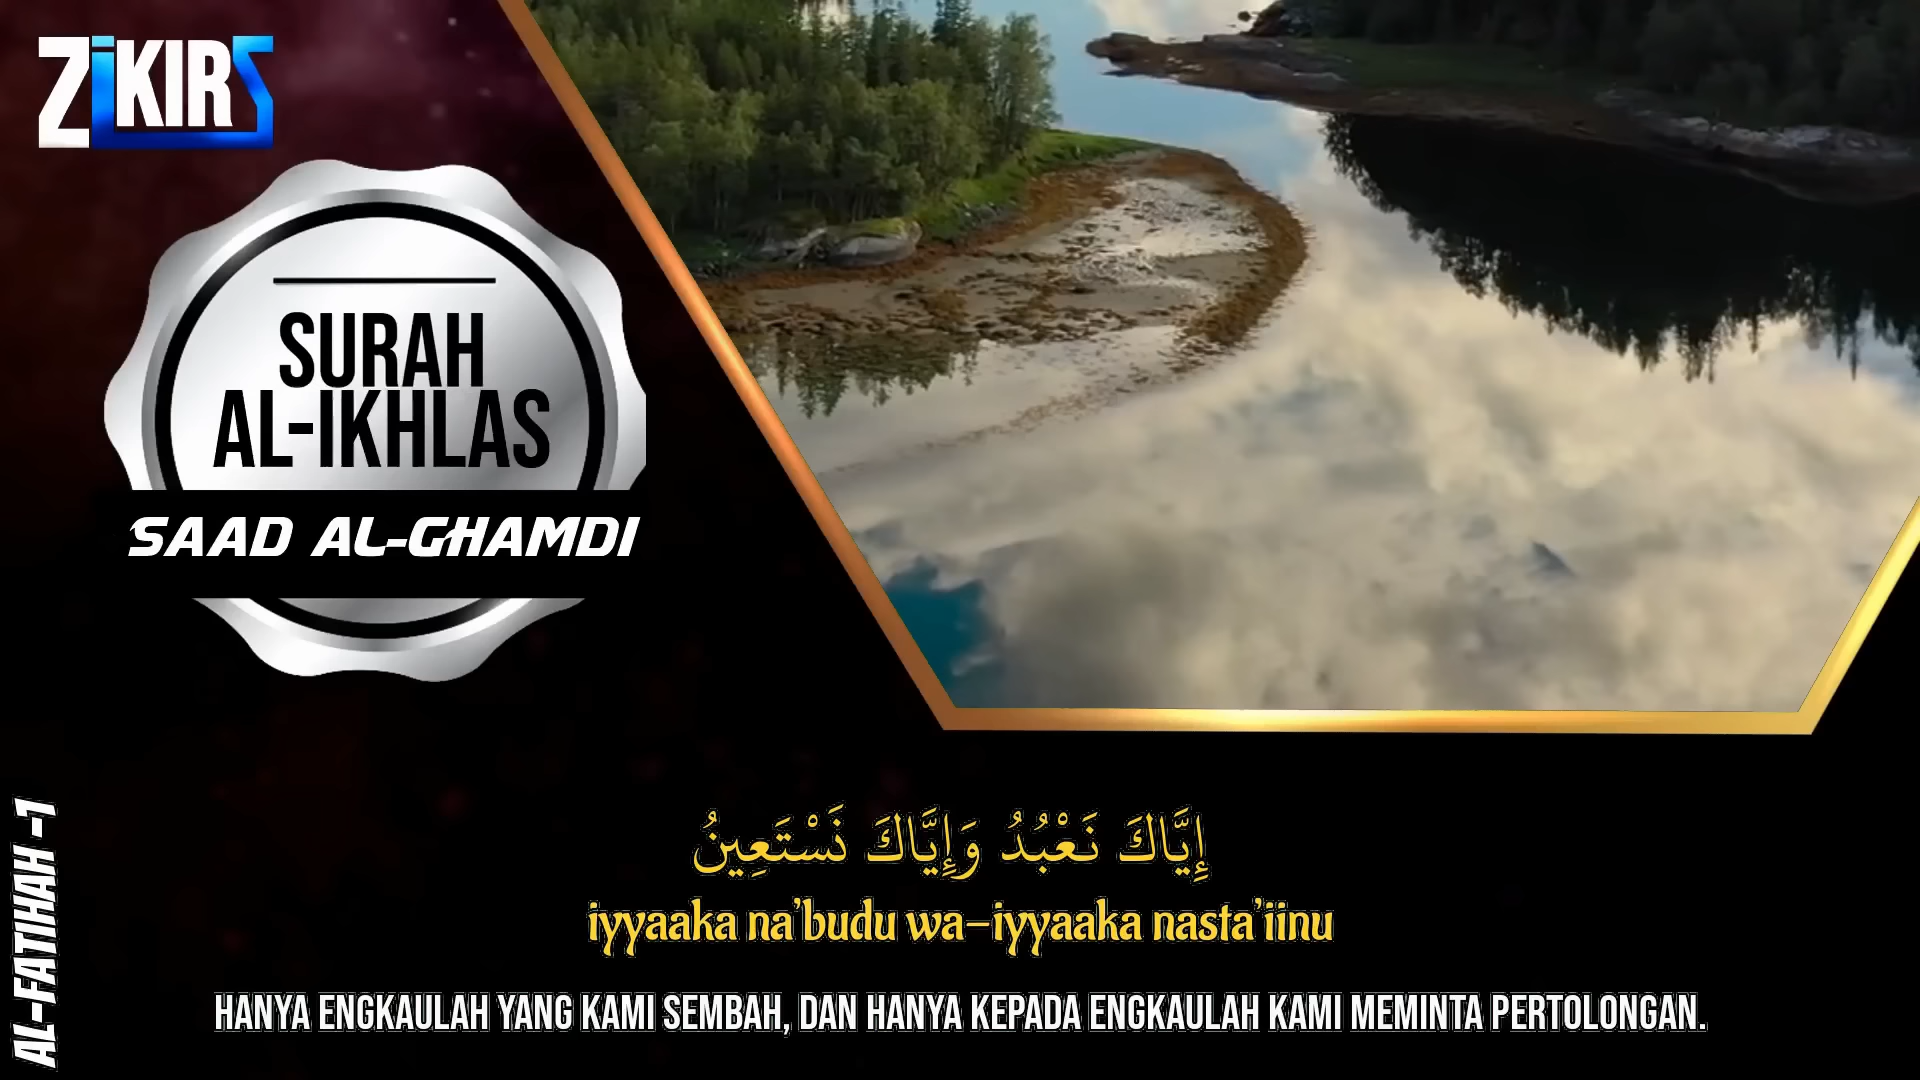 ZIKIRS
SURAH
AL-IKHLAS
SAAD AL-GHAMDI
إِيَّاكَ نَعْبُدُ وَإِيَّاكَ نَسْتَعِينُ
iyyaaka na'budu wa-iyyaaka nasta'iinu
HANYA ENGKAULAH YANG KAMI SEMBAH, DAN HANYA KEPADA ENGKAULAH KAMI MEMINTA PERTOLONGAN.
AL-FATIHAH -1